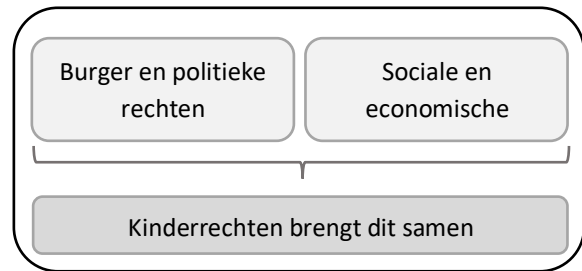 Burger en politieke
rechten
Sociale en
economische
Kinderrechten brengt dit samen